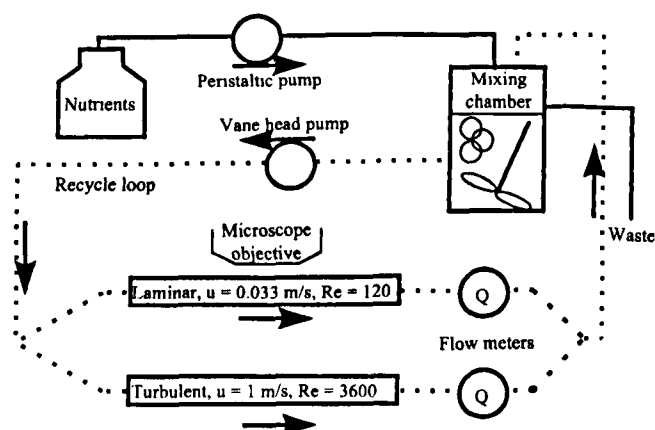 Nutrients
Peristaltic pump
Mixing
chamber
Vane head pump
Recycle loop
Waste
Microscope
objective
Laminar, u = 0.033 m/s, Re = 120
Q
Flow meters
Turbulent, u = 1 m/s, Re = 3600
Q